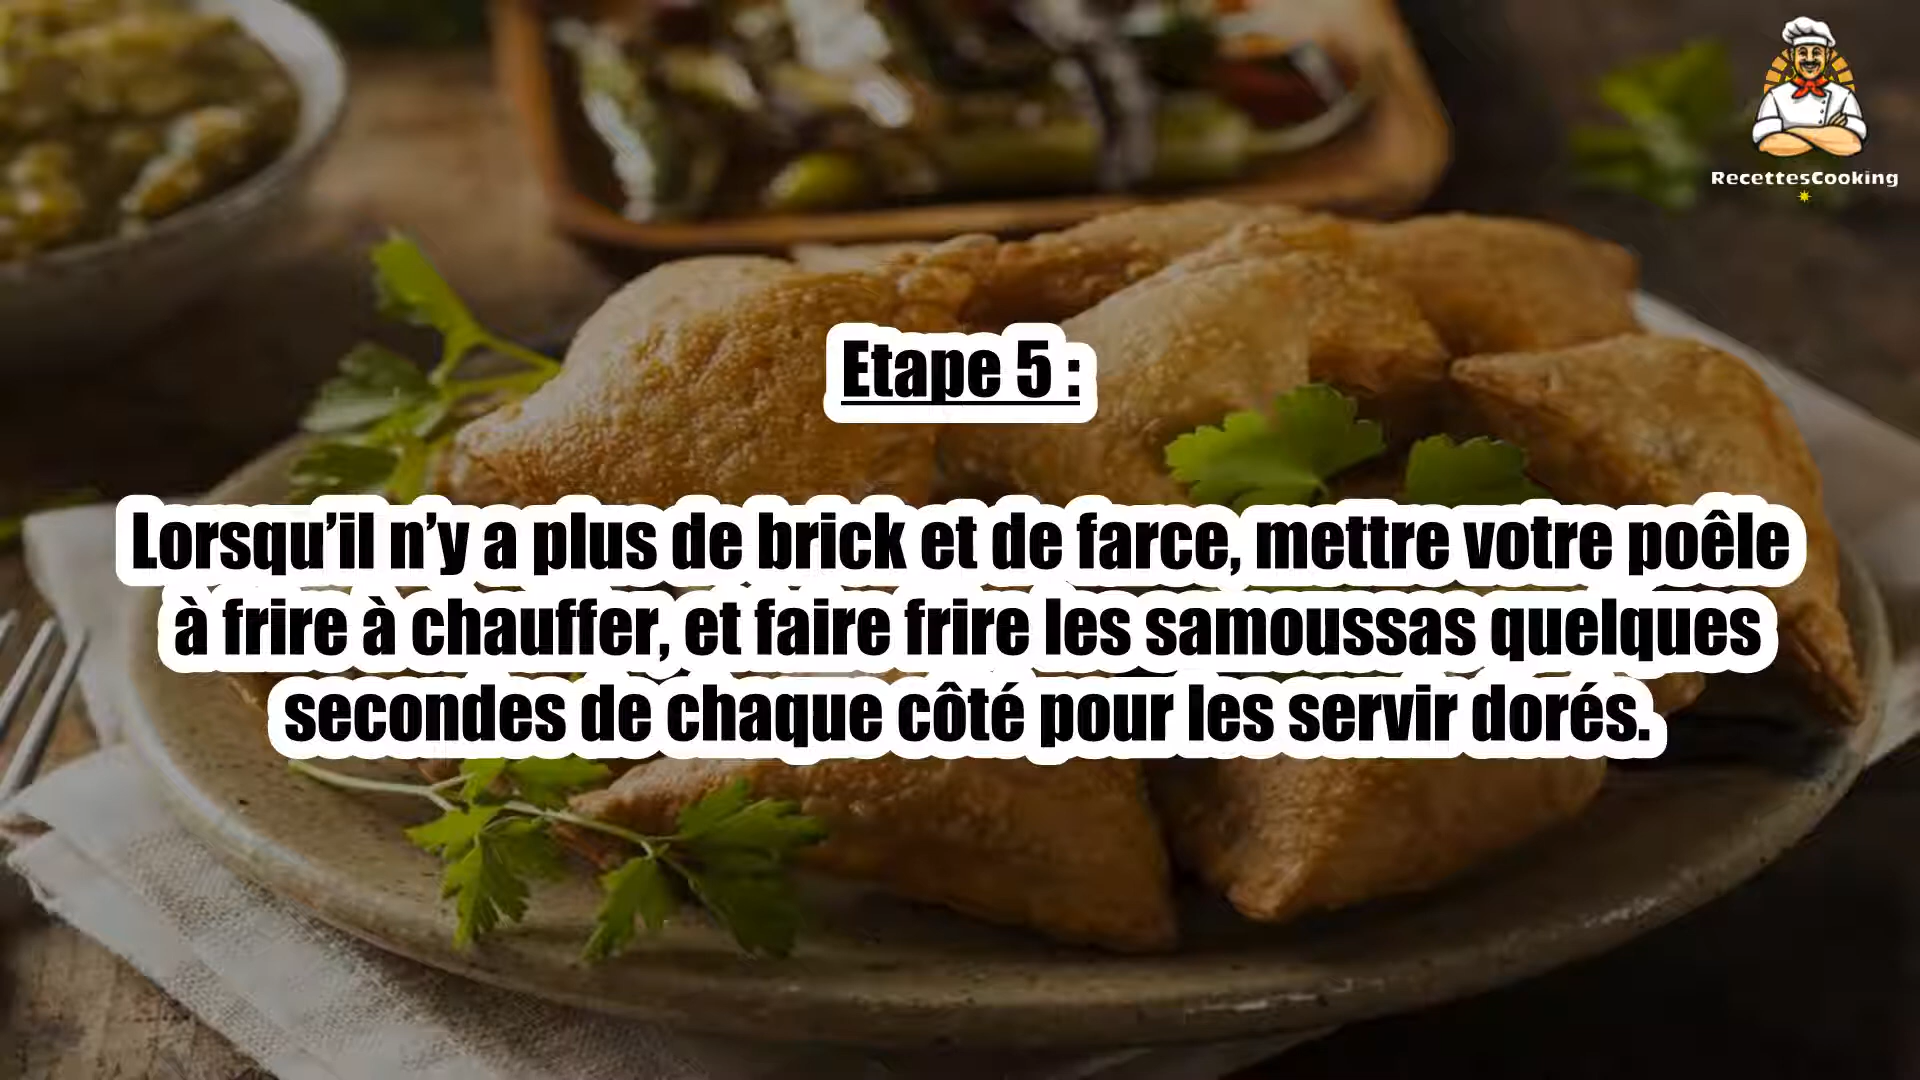 RecettesCooking
Etape 5 :
Lorsqu’il n’y a plus de brick et de farce, mettre votre poêle
à frire à chauffer, et faire frire les samoussas quelques
secondes de chaque côté pour les servir dorés.